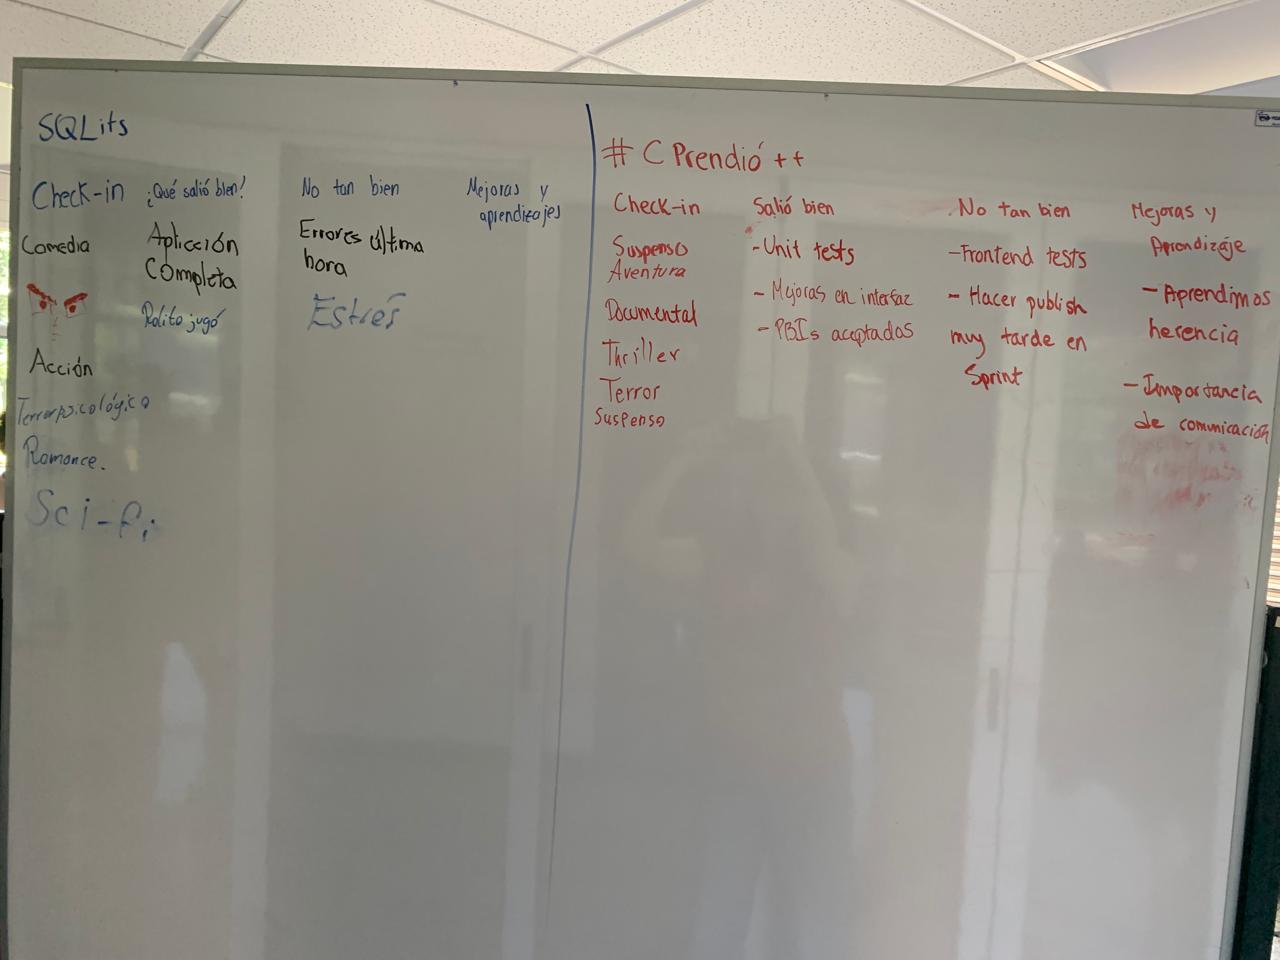 SQLits
Check-in
Comedia
Acción
Terror psicológico
Romance.
Sci-fi
¿Qué salió bien!
Aplicción
Completa
jugó
No tan bien
Errores última
hora
Estrés
Mejoras y
aprendizajes
# C Prendió ++
Check-in
Suspenso
Aventura
Documental
Thriller
Terror
Suspenso
Salió bien
- Unit tests
- Mejoras en interfaz
- PBIs aceptados
No tan bien
- Frontend tests
- Hacer publish
muy tarde en
Sprint
Mejoras y
Aprendizaje
- Aprendimos
herencia
- Importancia
de comunicación